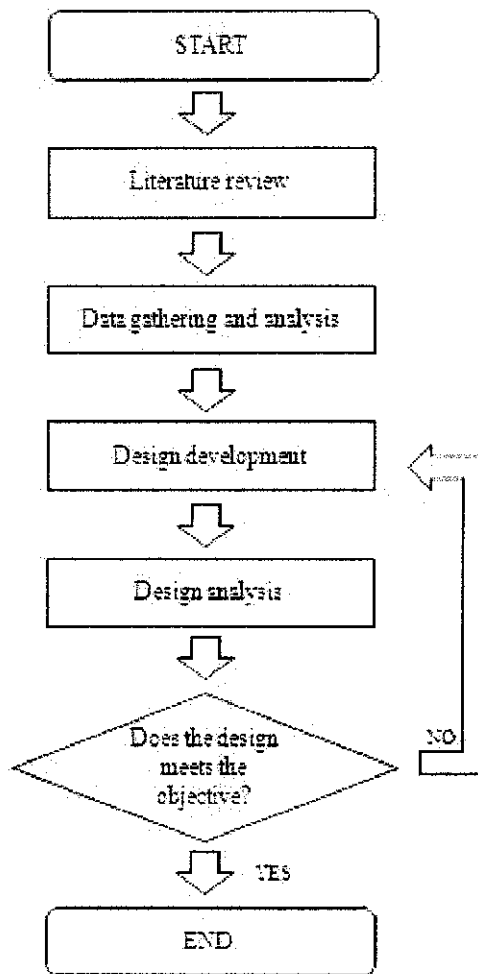 START
Literature review
Data gathering and analysis
Design development
Design analysis
Does the design
meets the
objective?
NO
YES
END